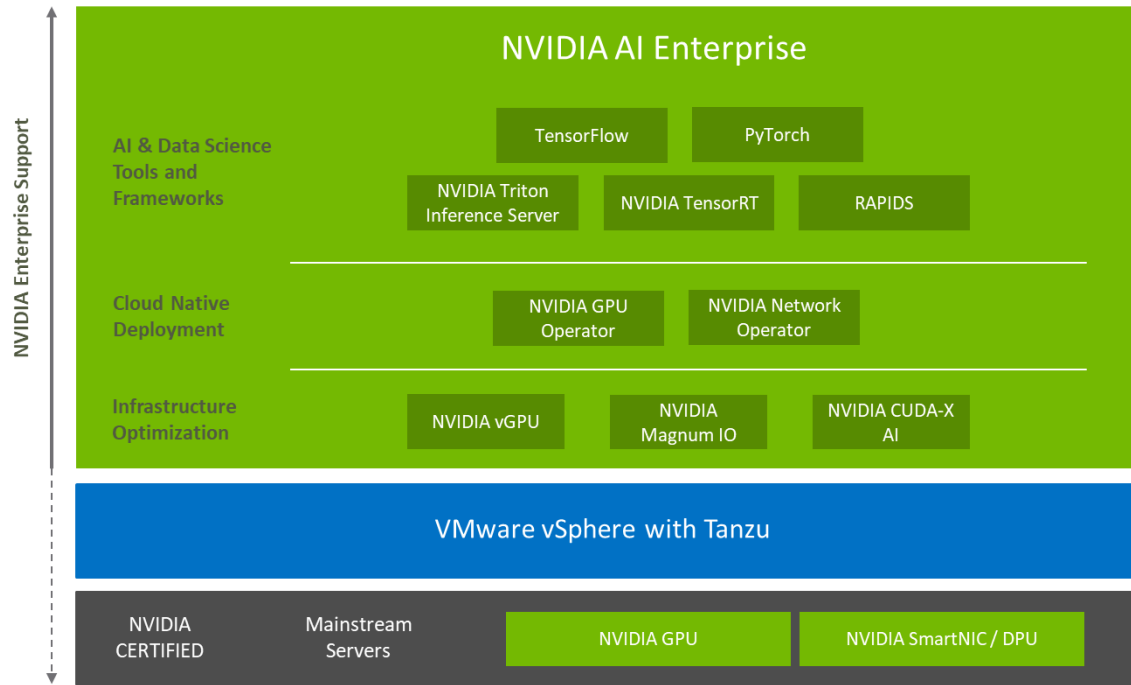 NVIDIA Enterprise Support
NVIDIA AI Enterprise
AI & Data Science
Tools and
Frameworks
TensorFlow
PyTorch
NVIDIA Triton
Inference Server
NVIDIA TensorRT
RAPIDS
Cloud Native
Deployment
NVIDIA GPU
Operator
NVIDIA Network
Operator
Infrastructure
Optimization
NVIDIA vGPU
NVIDIA
Magnum IO
NVIDIA CUDA-X
AI
VMware vSphere with Tanzu
NVIDIA
CERTIFIED
Mainstream
Servers
NVIDIA GPU
NVIDIA SmartNIC / DPU